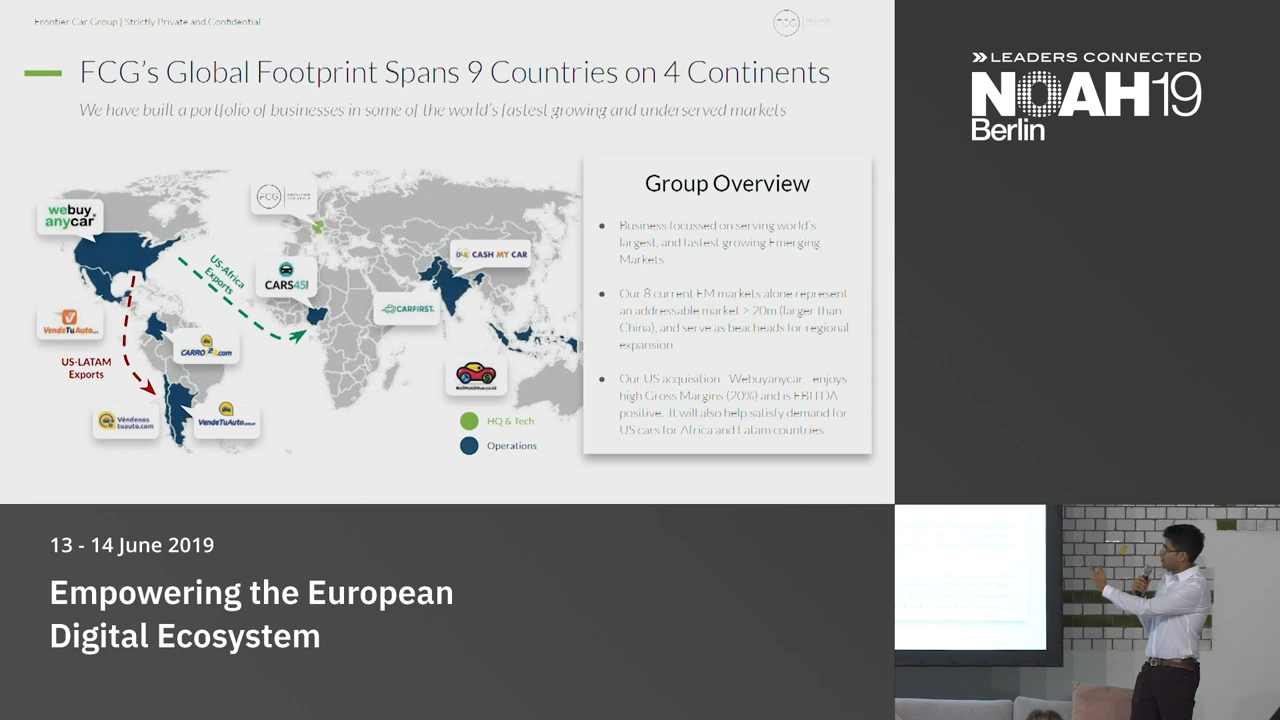 Frontier Car Group | Strictly Private and Confidential
FCG
FCG's Global Footprint Spans 9 Countries on 4 Continents
We have built a portfolio of businesses in some of the world's fastest growing and underserved markets
webuy
anycar
FCG
US-Africa
Exports
CARS45
CASH MY CAR
CARFIRST
VendeTuAuto
US-LATAM
Exports
Véndenos
tuauto.com
VendeTuAuto
HQ & Tech
Operations
Group Overview
● Business focussed on serving world's
largest, and fastest growing Emerging
Markets
● Our 8 current EM markets alone represent
an addressable market > 20m (larger than
China), and serve as beacheads for regional
expansion
● Our US acquisition Webuyanycar enjoys
high Gross Margins (20%) and is EBITDA
positive. It will also help satisfy demand for
US cars for Africa and Latam countries
LEADERS CONNECTED
NOAH19
Berlin
13 - 14 June 2019
Empowering the European
Digital Ecosystem